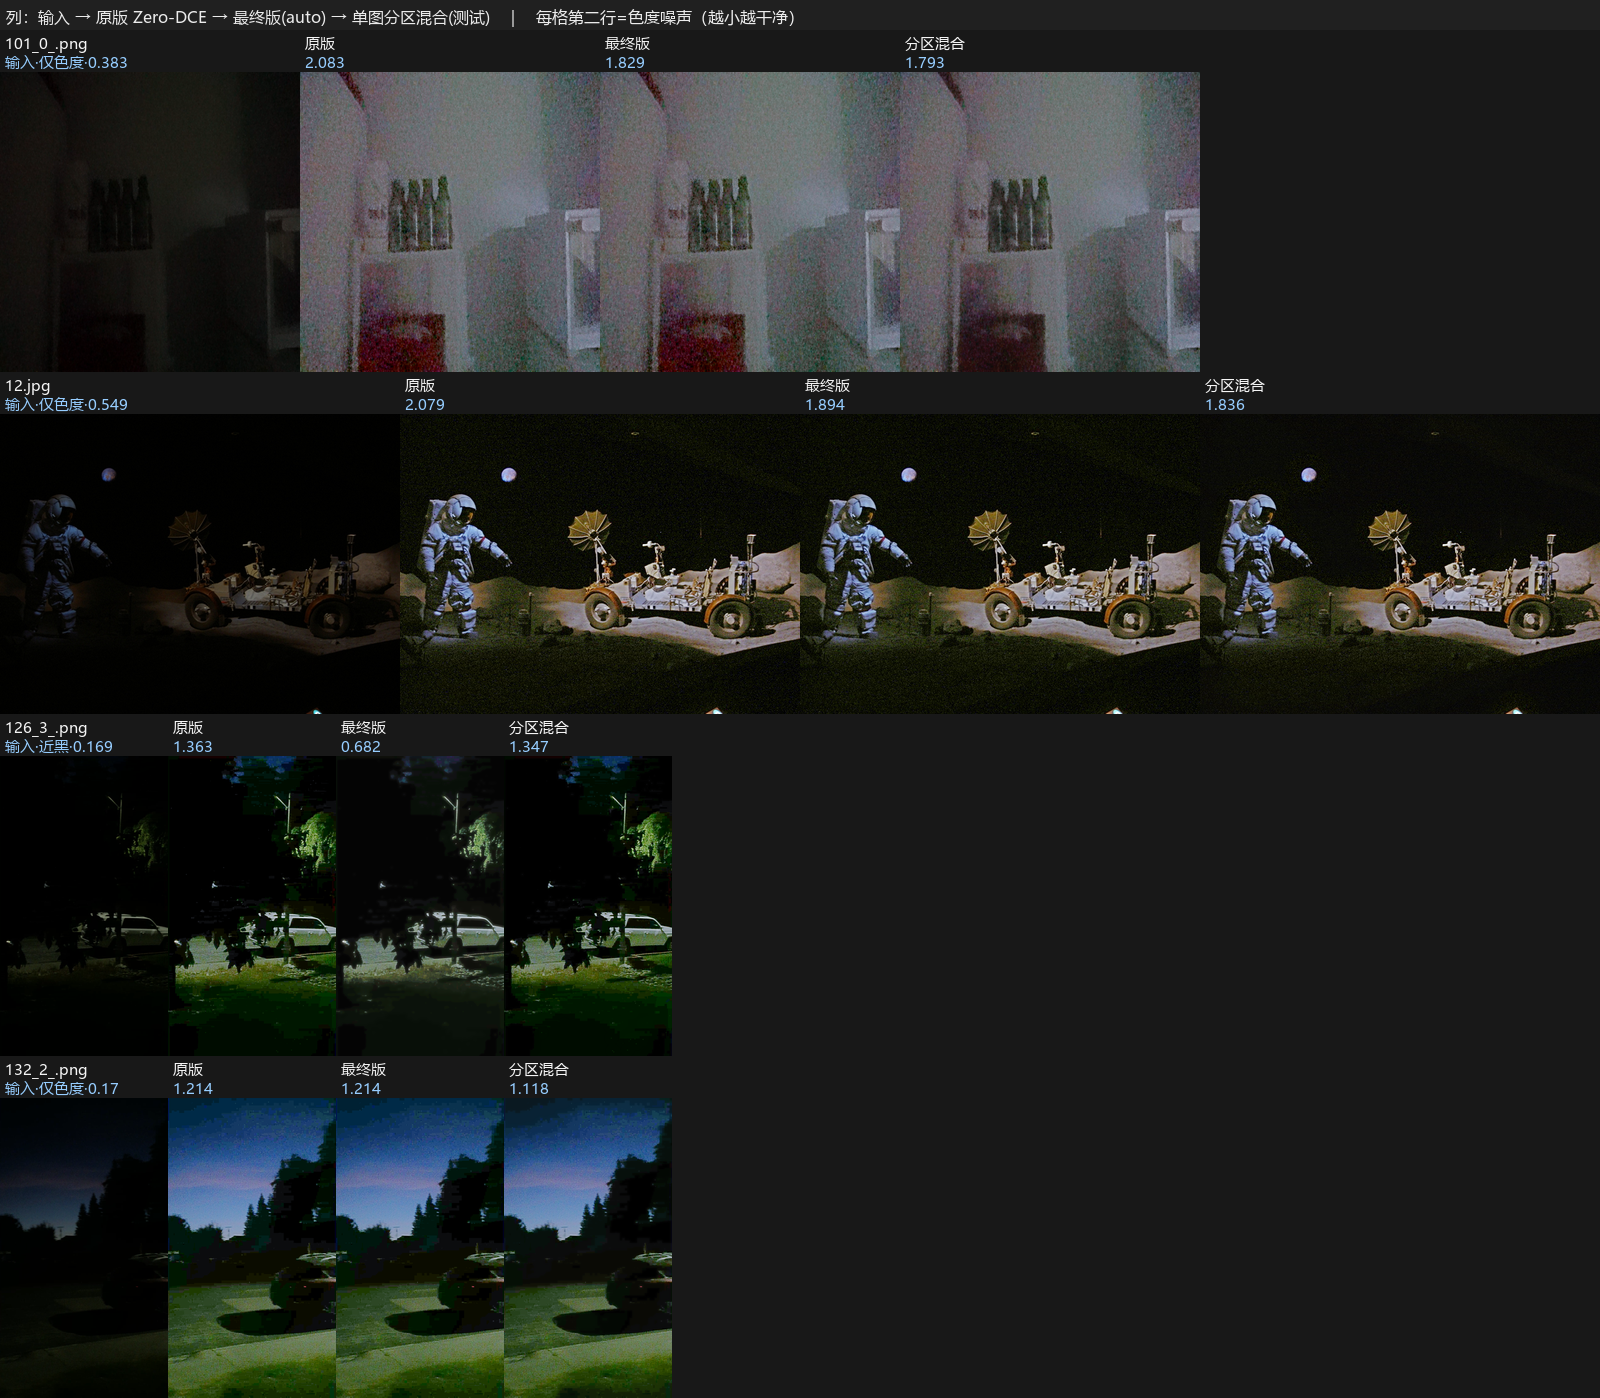 列：输入 → 原版 Zero-DCE → 最终版(auto) → 单图分区混合(测试) | 每格第二行=色度噪声（越小越干净）
101_0_.png 原版 最终版 分区混合
输入·仅色度·0.383 2.083 1.829 1.793
12.jpg 原版 最终版 分区混合
输入·仅色度·0.549 2.079 1.894 1.836
126_3_.png 原版 最终版 分区混合
输入·近黑·0.169 1.363 0.682 1.347
132_2_.png 原版 最终版 分区混合
输入·仅色度·0.17 1.214 1.214 1.118